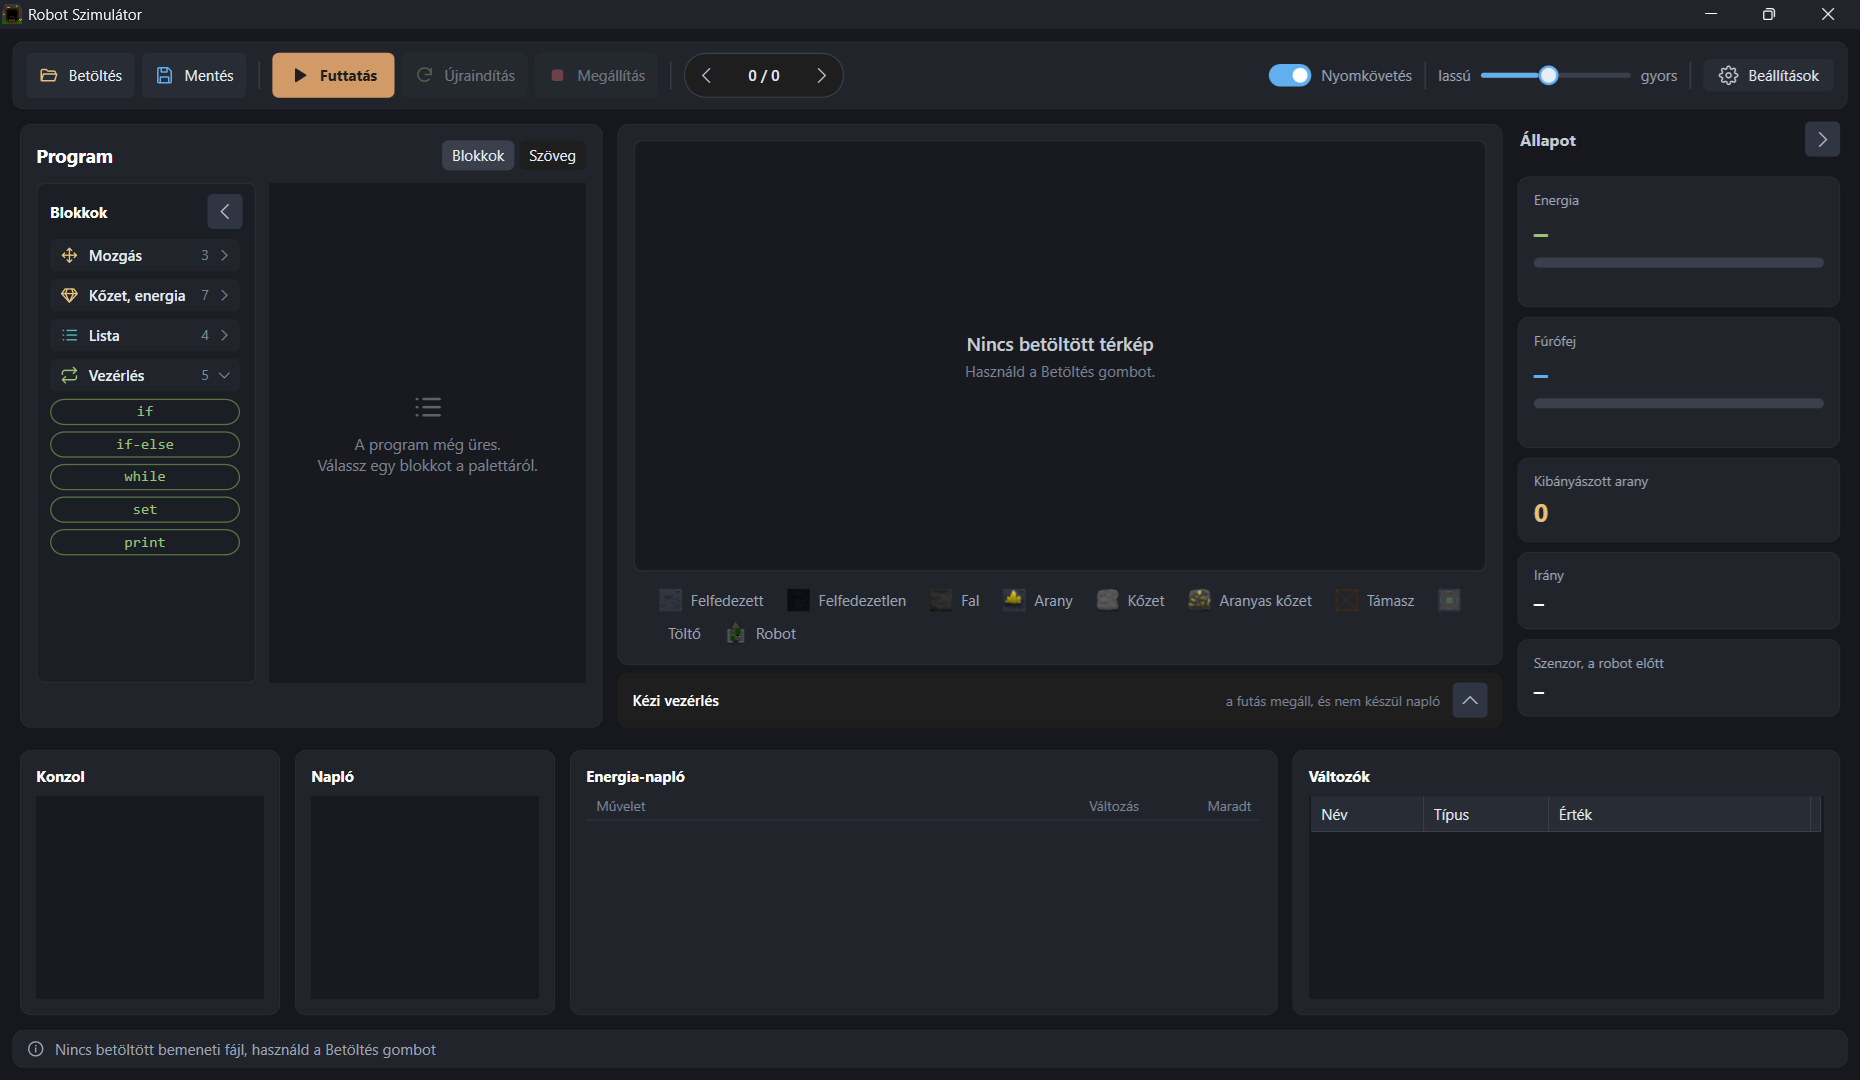 Robot Szimulátor
Betöltés
Mentés
Futtatás
Újraindítás
Megállítás
0 / 0
Nyomkövetés
lassú
gyors
Beállítások
Program
Blokkok
Szöveg
Blokkok
Mozgás 3
Kőzet, energia 7
Lista 4
Vezérlés 5
if
if-else
while
set
print
A program még üres.
Válassz egy blokkot a palettáról.
Nincs betöltött térkép
Használd a Betöltés gombot.
Felfedezett Felfedezetlen Fal Arany Kőzet Aranyas kőzet Támasz
Töltő Robot
Kézi vezérlés
a futás megáll, és nem készül napló
Állapot
Energia
–
Fúrófej
–
Kibányászott arany
0
Irány
–
Szenzor, a robot előtt
–
Konzol
Napló
Energia-napló
Művelet Változás Maradt
Változók
Név Típus Érték
Nincs betöltött bemeneti fájl, használd a Betöltés gombot